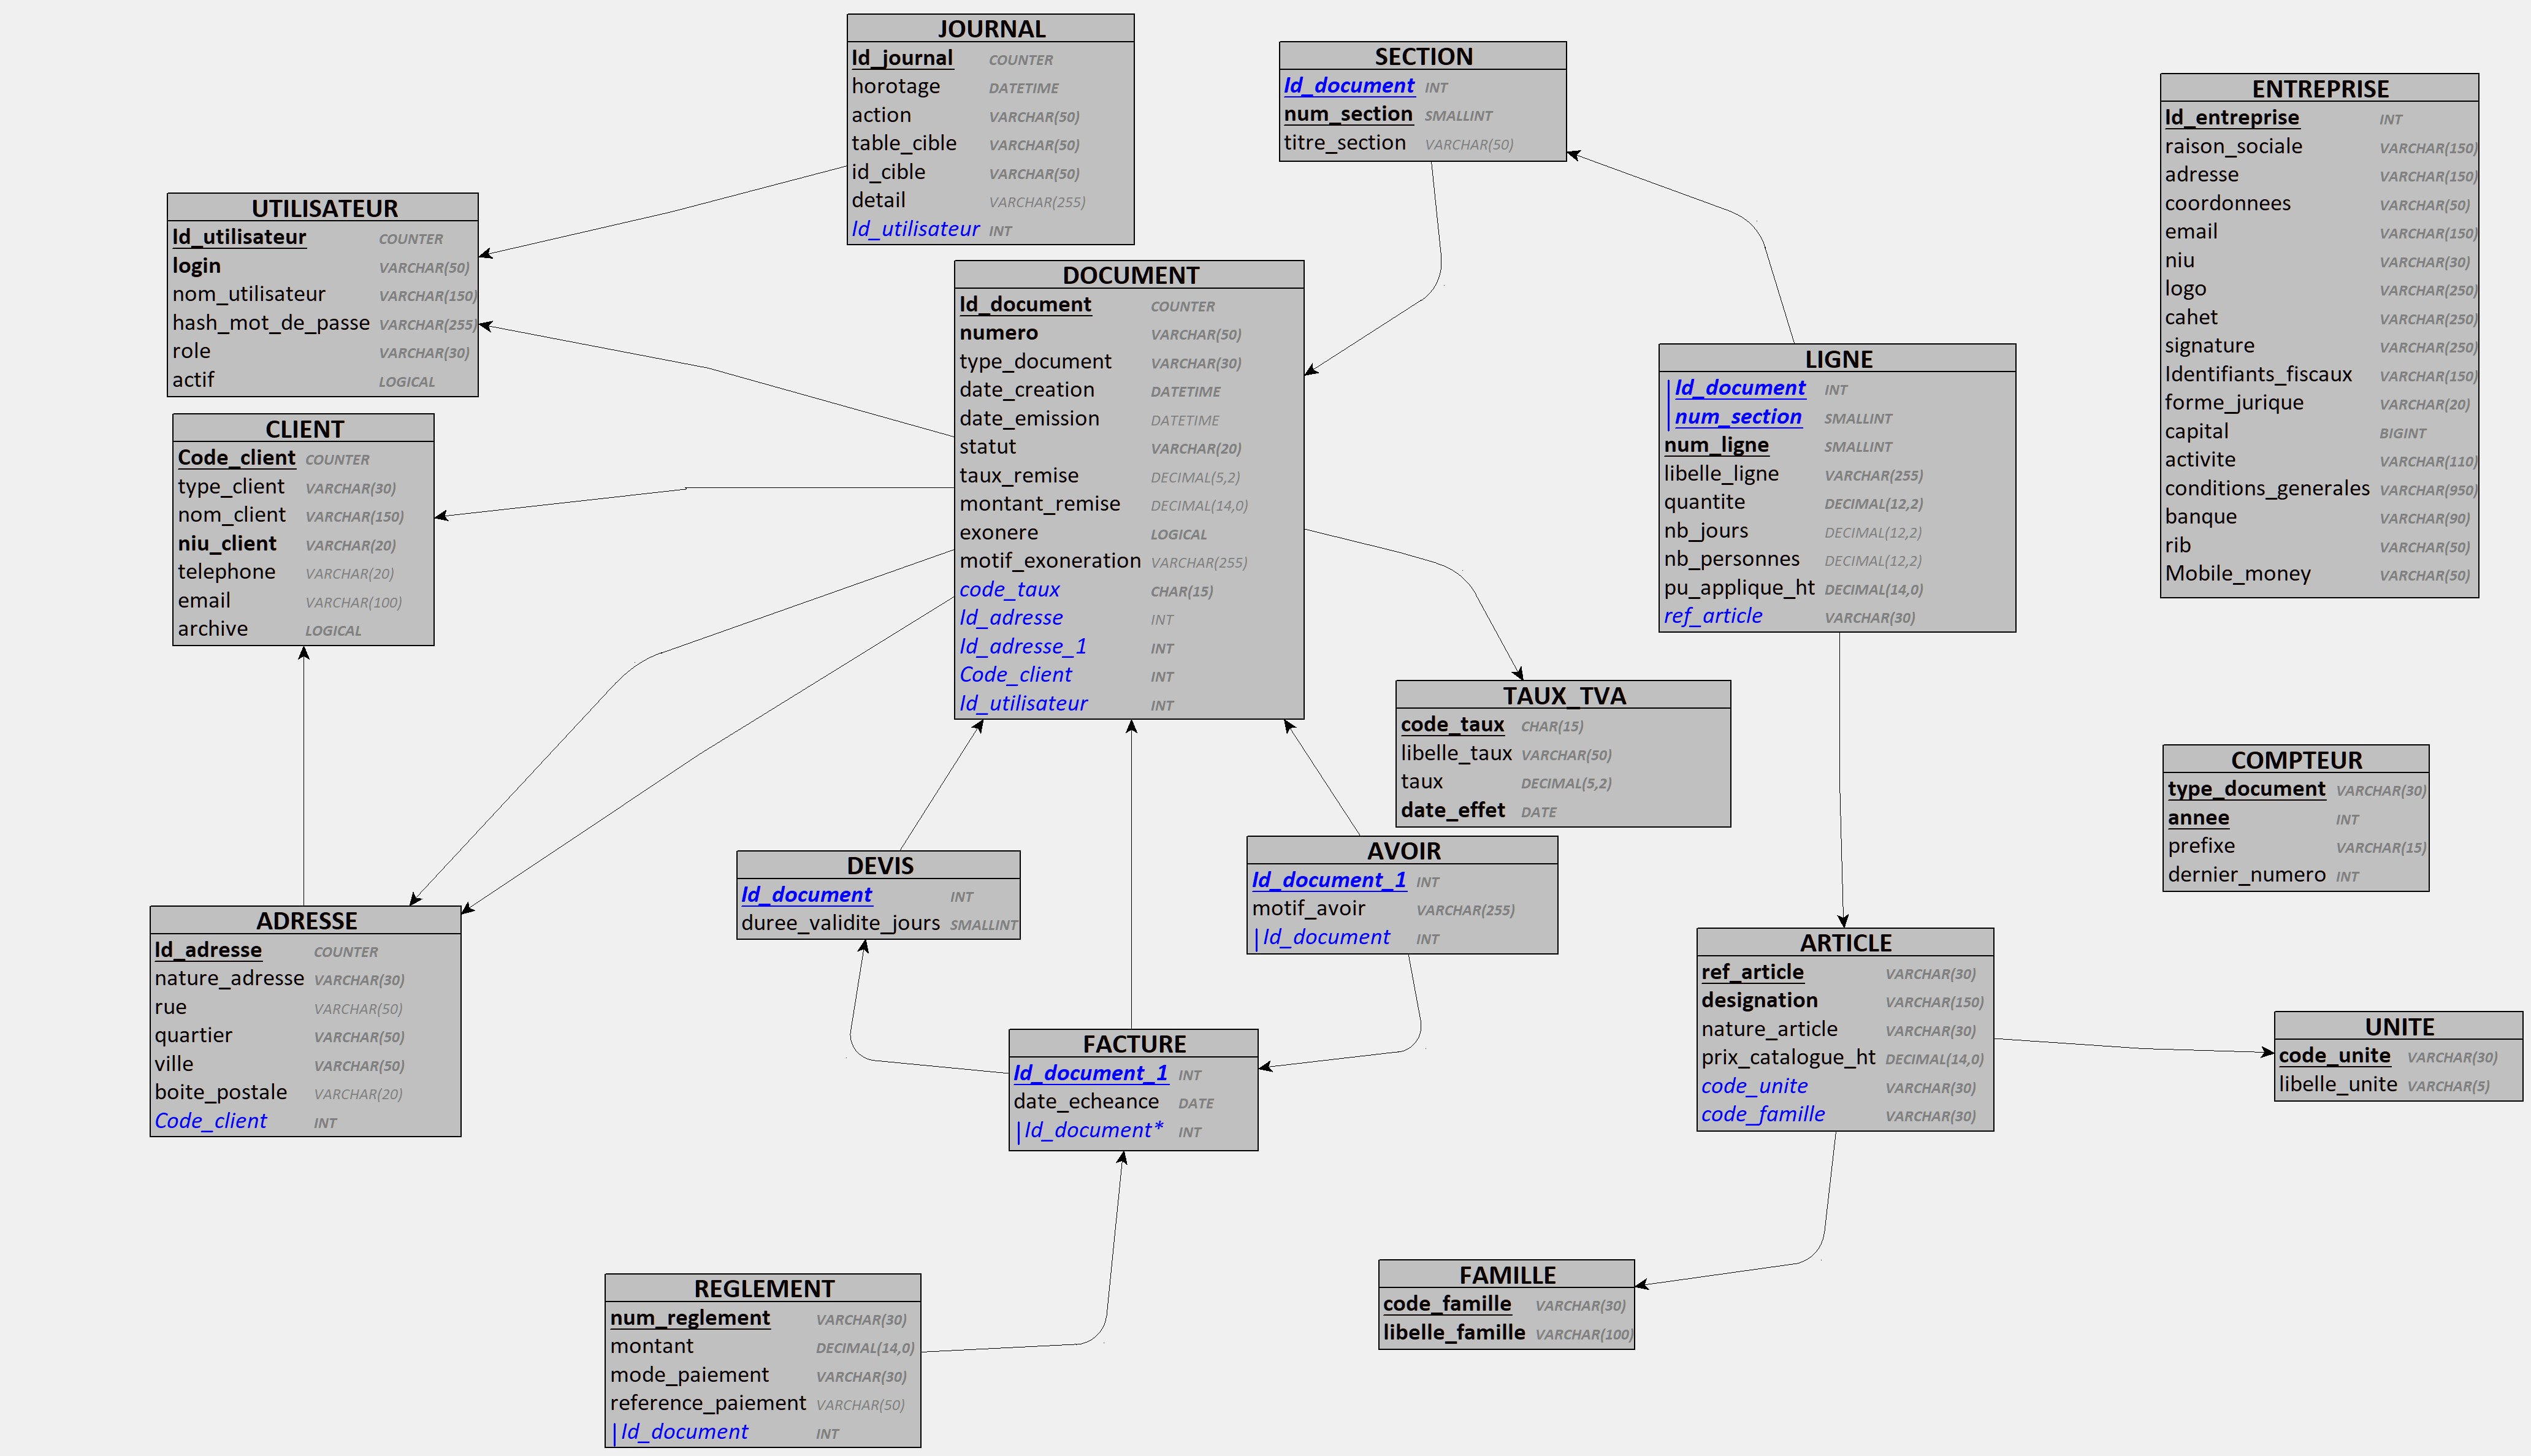 JOURNAL
Id_journal COUNTER
horotage DATETIME
action VARCHAR(50)
table_cible VARCHAR(50)
id_cible VARCHAR(50)
detail VARCHAR(255)
Id_utilisateur INT
SECTION
Id_document INT
num_section SMALLINT
titre_section VARCHAR(50)
ENTREPRISE
Id_entreprise INT
raison_sociale VARCHAR(150)
adresse VARCHAR(150)
coordonnees VARCHAR(50)
email VARCHAR(150)
niu VARCHAR(30)
logo VARCHAR(250)
cahet VARCHAR(250)
signature VARCHAR(250)
Identifiants_fiscaux VARCHAR(150)
forme_jurique VARCHAR(20)
capital BIGINT
activite VARCHAR(110)
conditions_generales VARCHAR(950)
banque VARCHAR(90)
rib VARCHAR(50)
Mobile_money VARCHAR(50)
UTILISATEUR
Id_utilisateur COUNTER
login VARCHAR(50)
nom_utilisateur VARCHAR(150)
hash_mot_de_passe VARCHAR(255)
role VARCHAR(30)
actif LOGICAL
DOCUMENT
Id_document COUNTER
numero VARCHAR(50)
type_document VARCHAR(30)
date_creation DATETIME
date_emission DATETIME
statut VARCHAR(20)
taux_remise DECIMAL(5,2)
montant_remise DECIMAL(14,0)
exonere LOGICAL
motif_exoneration VARCHAR(255)
code_taux CHAR(15)
Id_adresse INT
Id_adresse_1 INT
Code_client INT
Id_utilisateur INT
LIGNE
|Id_document INT
|num_section SMALLINT
num_ligne SMALLINT
libelle_ligne VARCHAR(255)
quantite DECIMAL(12,2)
nb_jours DECIMAL(12,2)
nb_personnes DECIMAL(12,2)
pu_applique_ht DECIMAL(14,0)
ref_article VARCHAR(30)
CLIENT
Code_client COUNTER
type_client VARCHAR(30)
nom_client VARCHAR(150)
niu_client VARCHAR(20)
telephone VARCHAR(20)
email VARCHAR(100)
archive LOGICAL
TAUX_TVA
code_taux CHAR(15)
libelle_taux VARCHAR(50)
taux DECIMAL(5,2)
date_effet DATE
COMPTEUR
type_document VARCHAR(30)
annee INT
prefixe VARCHAR(15)
dernier_numero INT
DEVIS
Id_document INT
duree_validite_jours SMALLINT
AVOIR
Id_document_1 INT
motif_avoir VARCHAR(255)
|Id_document INT
ADRESSE
Id_adresse COUNTER
nature_adresse VARCHAR(30)
rue VARCHAR(50)
quartier VARCHAR(50)
ville VARCHAR(50)
boite_postale VARCHAR(20)
Code_client INT
ARTICLE
ref_article VARCHAR(30)
designation VARCHAR(150)
nature_article VARCHAR(30)
prix_catalogue_ht DECIMAL(14,0)
code_unite VARCHAR(30)
code_famille VARCHAR(30)
UNITE
code_unite VARCHAR(30)
libelle_unite VARCHAR(5)
FACTURE
Id_document_1 INT
date_echeance DATE
|Id_document* INT
FAMILLE
code_famille VARCHAR(30)
libelle_famille VARCHAR(100)
REGLEMENT
num_reglement VARCHAR(30)
montant DECIMAL(14,0)
mode_paiement VARCHAR(30)
reference_paiement VARCHAR(50)
|Id_document INT